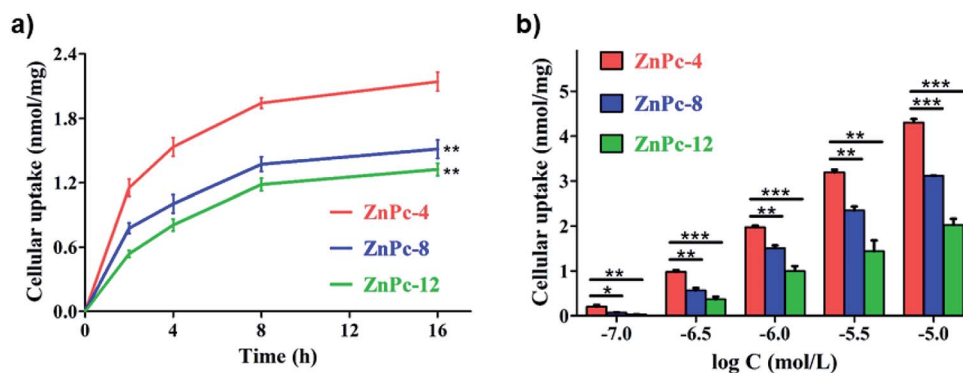 a)
Cellular uptake (nmol/mg)
2.4
1.8
1.2
0.6
0.0
**
**
ZnPc-4
ZnPc-8
ZnPc-12
0
4
8
12
16
Time (h)
b)
Cellular uptake (nmol/mg)
5
4
3
2
1
0
ZnPc-4
ZnPc-8
ZnPc-12
**
*
***
**
***
**
**
**
***
***
-7.0
-6.5
-6.0
-5.5
-5.0
log C (mol/L)